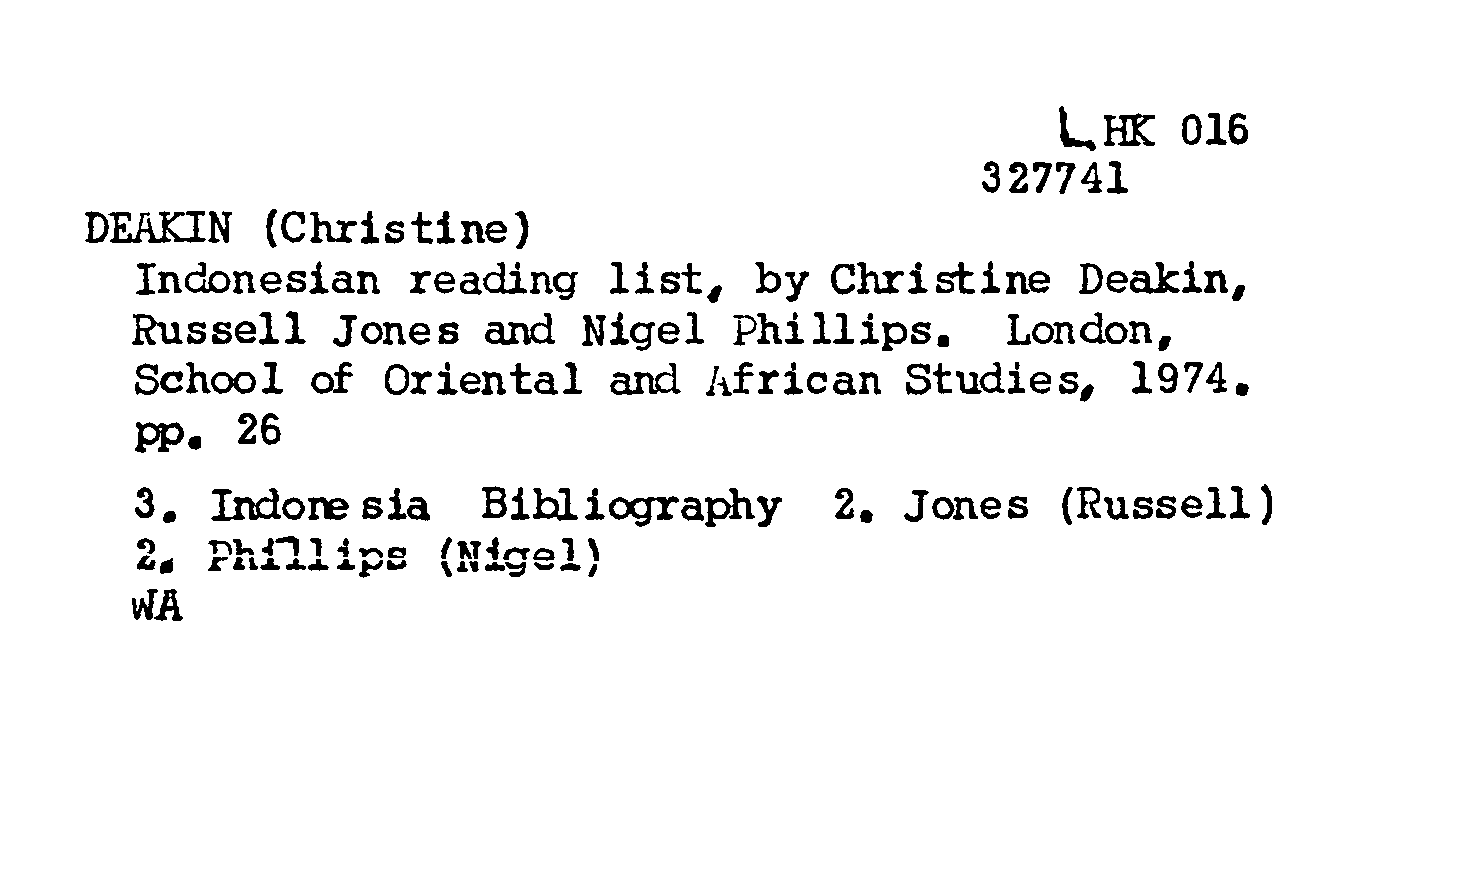 L HK 016
327741
DEAKIN (Christine)
Indonesian reading list, by Christine Deakin,
Russell Jones and Nigel Phillips. London,
School of Oriental and African Studies, 1974.
pp. 26
3. Indonesia Bibliography 2. Jones (Russell)
2. Phillips (Nigel)
WA